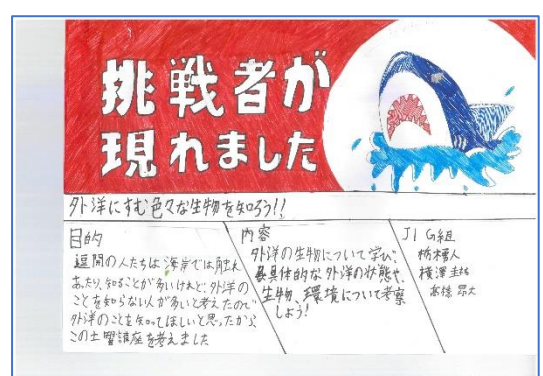 挑戦者が
現れました
外洋にすむ色々な生物を知ろう!!
目的
逗開の人たちは海岸では触れ
あたり、知ることが多いけれど、外洋の
ことを知らない人が多いと考えたので
外洋のことを知ってほしいと思ったから、
この土曜講座を考えました
内容
外洋の生物について学び、
具体的な外洋の状態や、
生物、環境について考察
しよう!
J1 G組